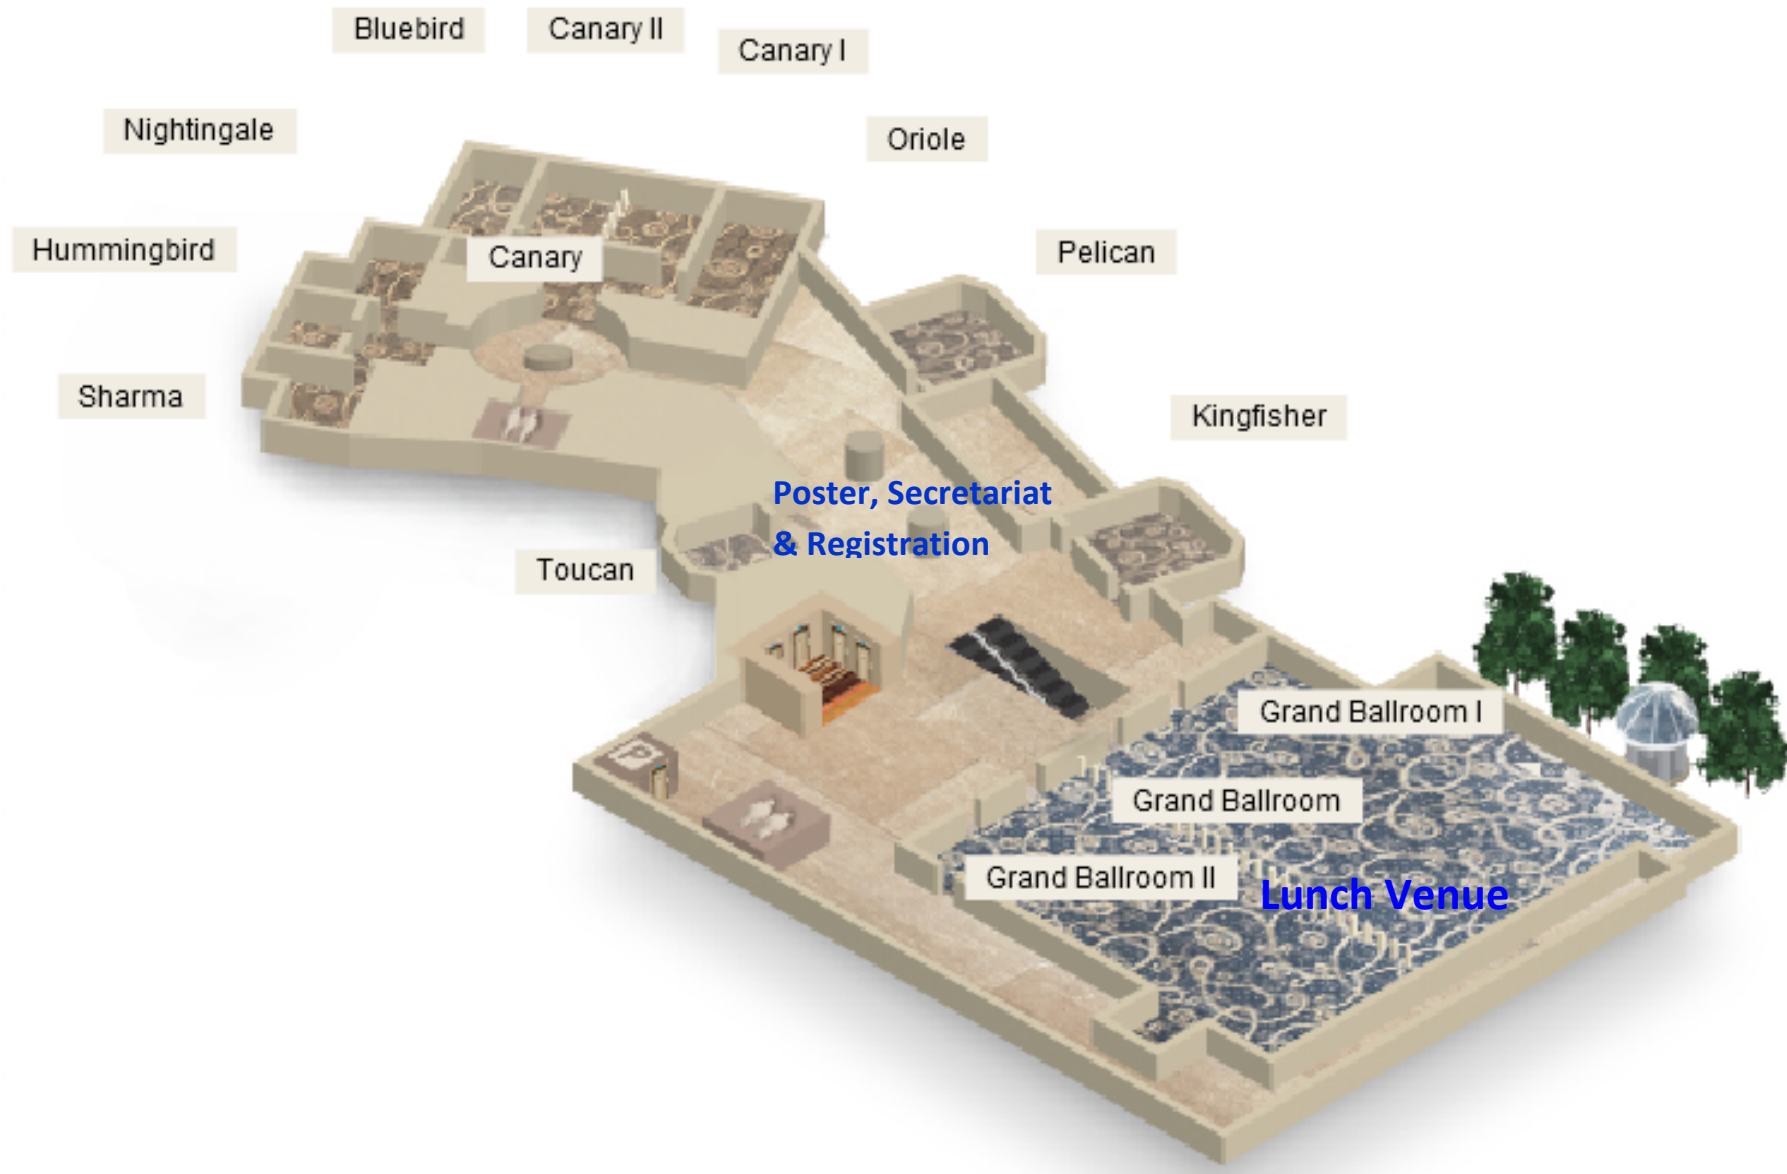 Bluebird
Canary II
Canary I
Nightingale
Oriole
Hummingbird
Canary
Pelican
Sharma
Kingfisher
Poster, Secretariat
& Registration
Toucan
Grand Ballroom I
P
Grand Ballroom
Grand Ballroom II
Lunch Venue